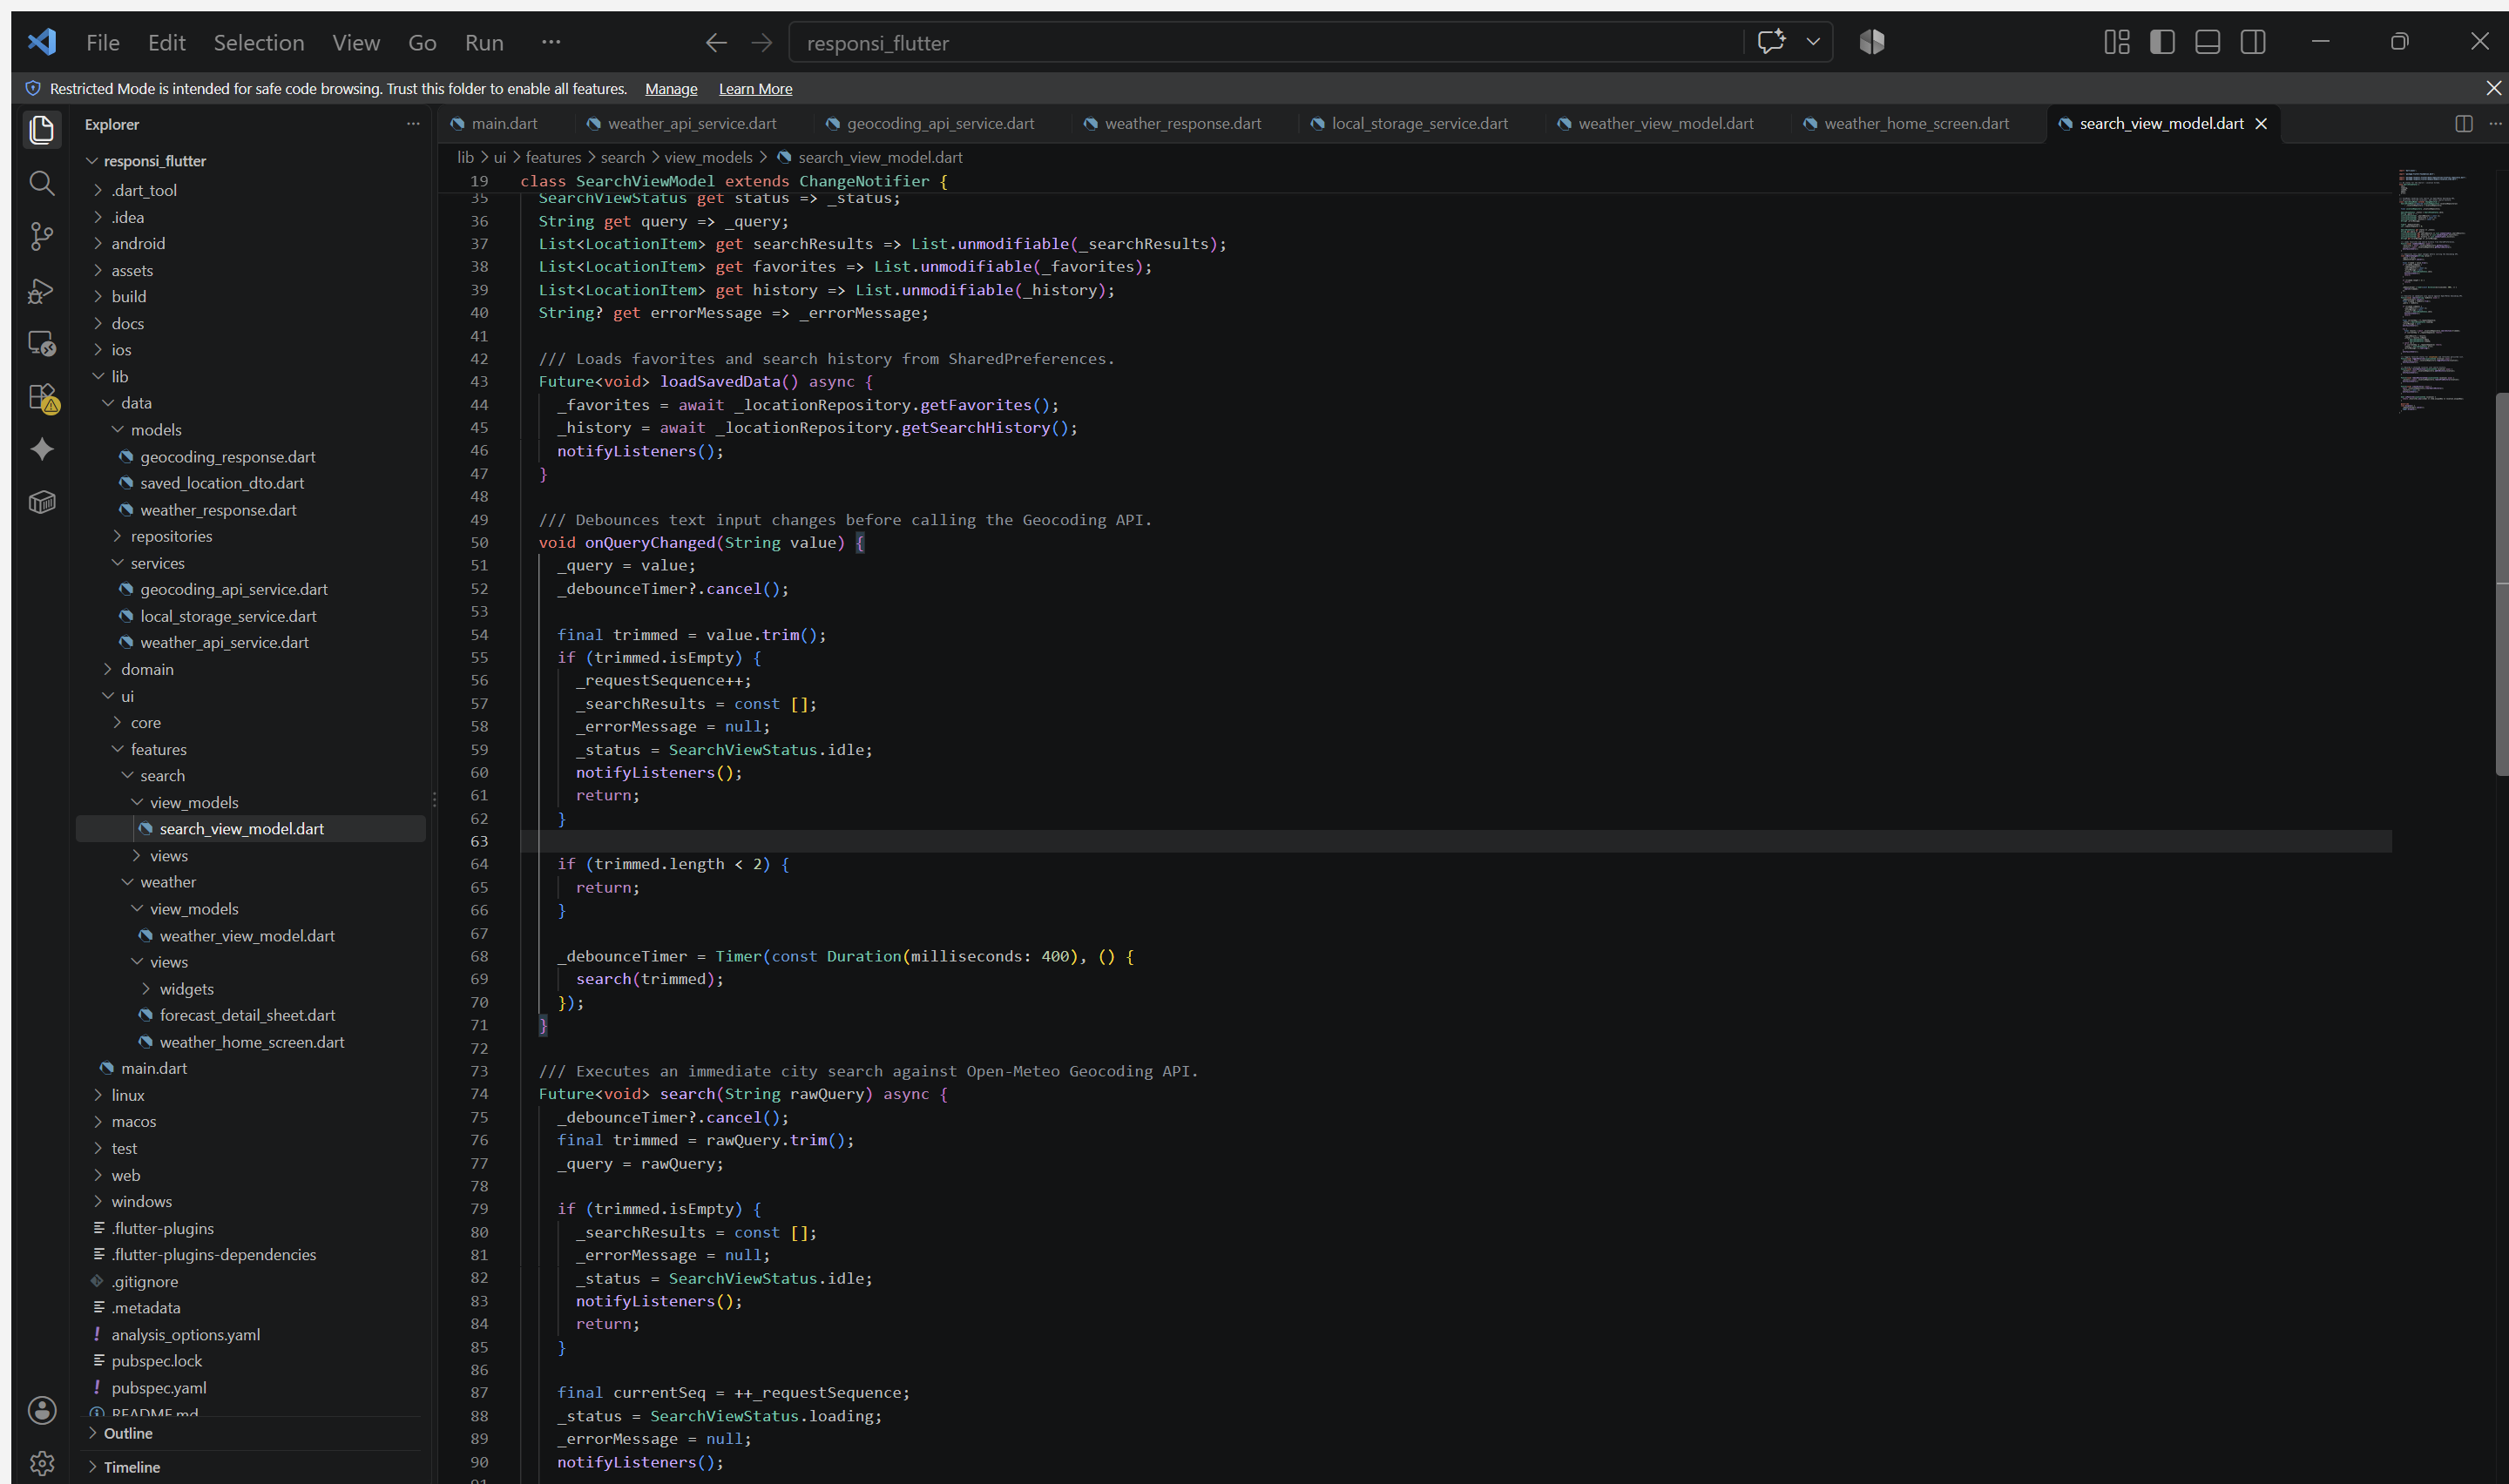 File Edit Selection View Go Run ···
responsi_flutter
Restricted Mode is intended for safe code browsing. Trust this folder to enable all features. Manage Learn More
Explorer
responsi_flutter
.dart_tool
.idea
android
assets
build
docs
ios
lib
data
models
geocoding_response.dart
saved_location_dto.dart
weather_response.dart
repositories
services
geocoding_api_service.dart
local_storage_service.dart
weather_api_service.dart
domain
ui
core
features
search
view_models
search_view_model.dart
views
weather
view_models
weather_view_model.dart
views
widgets
forecast_detail_sheet.dart
weather_home_screen.dart
main.dart
linux
macos
test
web
windows
.flutter-plugins
.flutter-plugins-dependencies
.gitignore
.metadata
analysis_options.yaml
pubspec.lock
pubspec.yaml
README.md
Outline
Timeline
main.dart weather_api_service.dart geocoding_api_service.dart weather_response.dart local_storage_service.dart weather_view_model.dart weather_home_screen.dart search_view_model.dart
lib > ui > features > search > view_models > search_view_model.dart
19 class SearchViewModel extends ChangeNotifier {
35 SearchViewStatus get status => _status;
36 String get query => _query;
37 List<LocationItem> get searchResults => List.unmodifiable(_searchResults);
38 List<LocationItem> get favorites => List.unmodifiable(_favorites);
39 List<LocationItem> get history => List.unmodifiable(_history);
40 String? get errorMessage => _errorMessage;
41
42 /// Loads favorites and search history from SharedPreferences.
43 Future<void> loadSavedData() async {
44 _favorites = await _locationRepository.getFavorites();
45 _history = await _locationRepository.getSearchHistory();
46 notifyListeners();
47 }
48
49 /// Debounces text input changes before calling the Geocoding API.
50 void onQueryChanged(String value) {
51 _query = value;
52 _debounceTimer?.cancel();
53
54 final trimmed = value.trim();
55 if (trimmed.isEmpty) {
56 _requestSequence++;
57 _searchResults = const [];
58 _errorMessage = null;
59 _status = SearchViewStatus.idle;
60 notifyListeners();
61 return;
62 }
63
64 if (trimmed.length < 2) {
65 return;
66 }
67
68 _debounceTimer = Timer(const Duration(milliseconds: 400), () {
69 search(trimmed);
70 });
71 }
72
73 /// Executes an immediate city search against Open-Meteo Geocoding API.
74 Future<void> search(String rawQuery) async {
75 _debounceTimer?.cancel();
76 final trimmed = rawQuery.trim();
77 _query = rawQuery;
78
79 if (trimmed.isEmpty) {
80 _searchResults = const [];
81 _errorMessage = null;
82 _status = SearchViewStatus.idle;
83 notifyListeners();
84 return;
85 }
86
87 final currentSeq = ++_requestSequence;
88 _status = SearchViewStatus.loading;
89 _errorMessage = null;
90 notifyListeners();
91